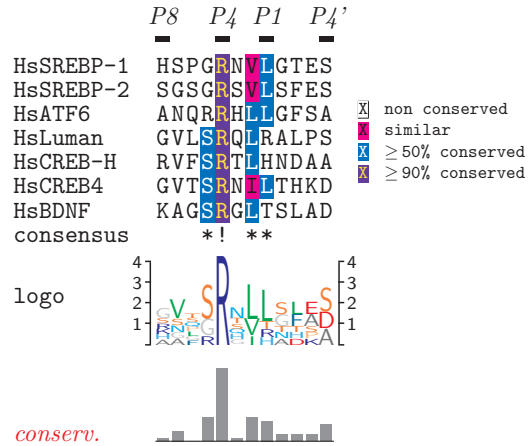 P8 P4 P1 P4'
HsSREBP-1 HSPGRNVLGTES
HsSREBP-2 SGSGRSVLSFES
HsATF6 ANQRRHLLGFSA
HsLuman GVLSRQLRALPS
HsCREB-H RVFSRTLHNDAA
HsCREB4 GVTSRNILTHKD
HsBDNF KAGSRGLTSLAD
consensus *! **
X non conserved
X similar
X ≥50% conserved
X ≥90% conserved
logo
4 4
3 3
2 2
1 1
conserv.